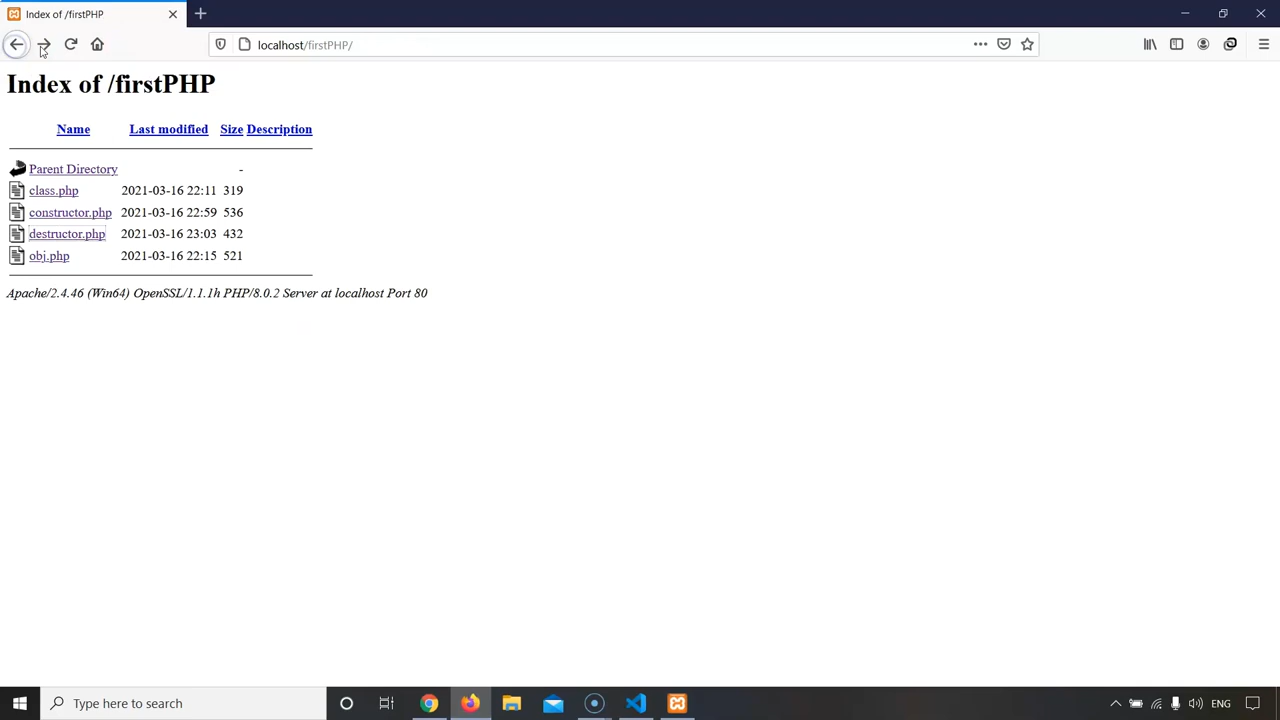 Index of /firstPHP
localhost/firstPHP/
Index of /firstPHP
Name Last modified Size Description
Parent Directory -
class.php 2021-03-16 22:11 319
constructor.php 2021-03-16 22:59 536
destructor.php 2021-03-16 23:03 432
obj.php 2021-03-16 22:15 521
Apache/2.4.46 (Win64) OpenSSL/1.1.1h PHP/8.0.2 Server at localhost Port 80
Type here to search
ENG